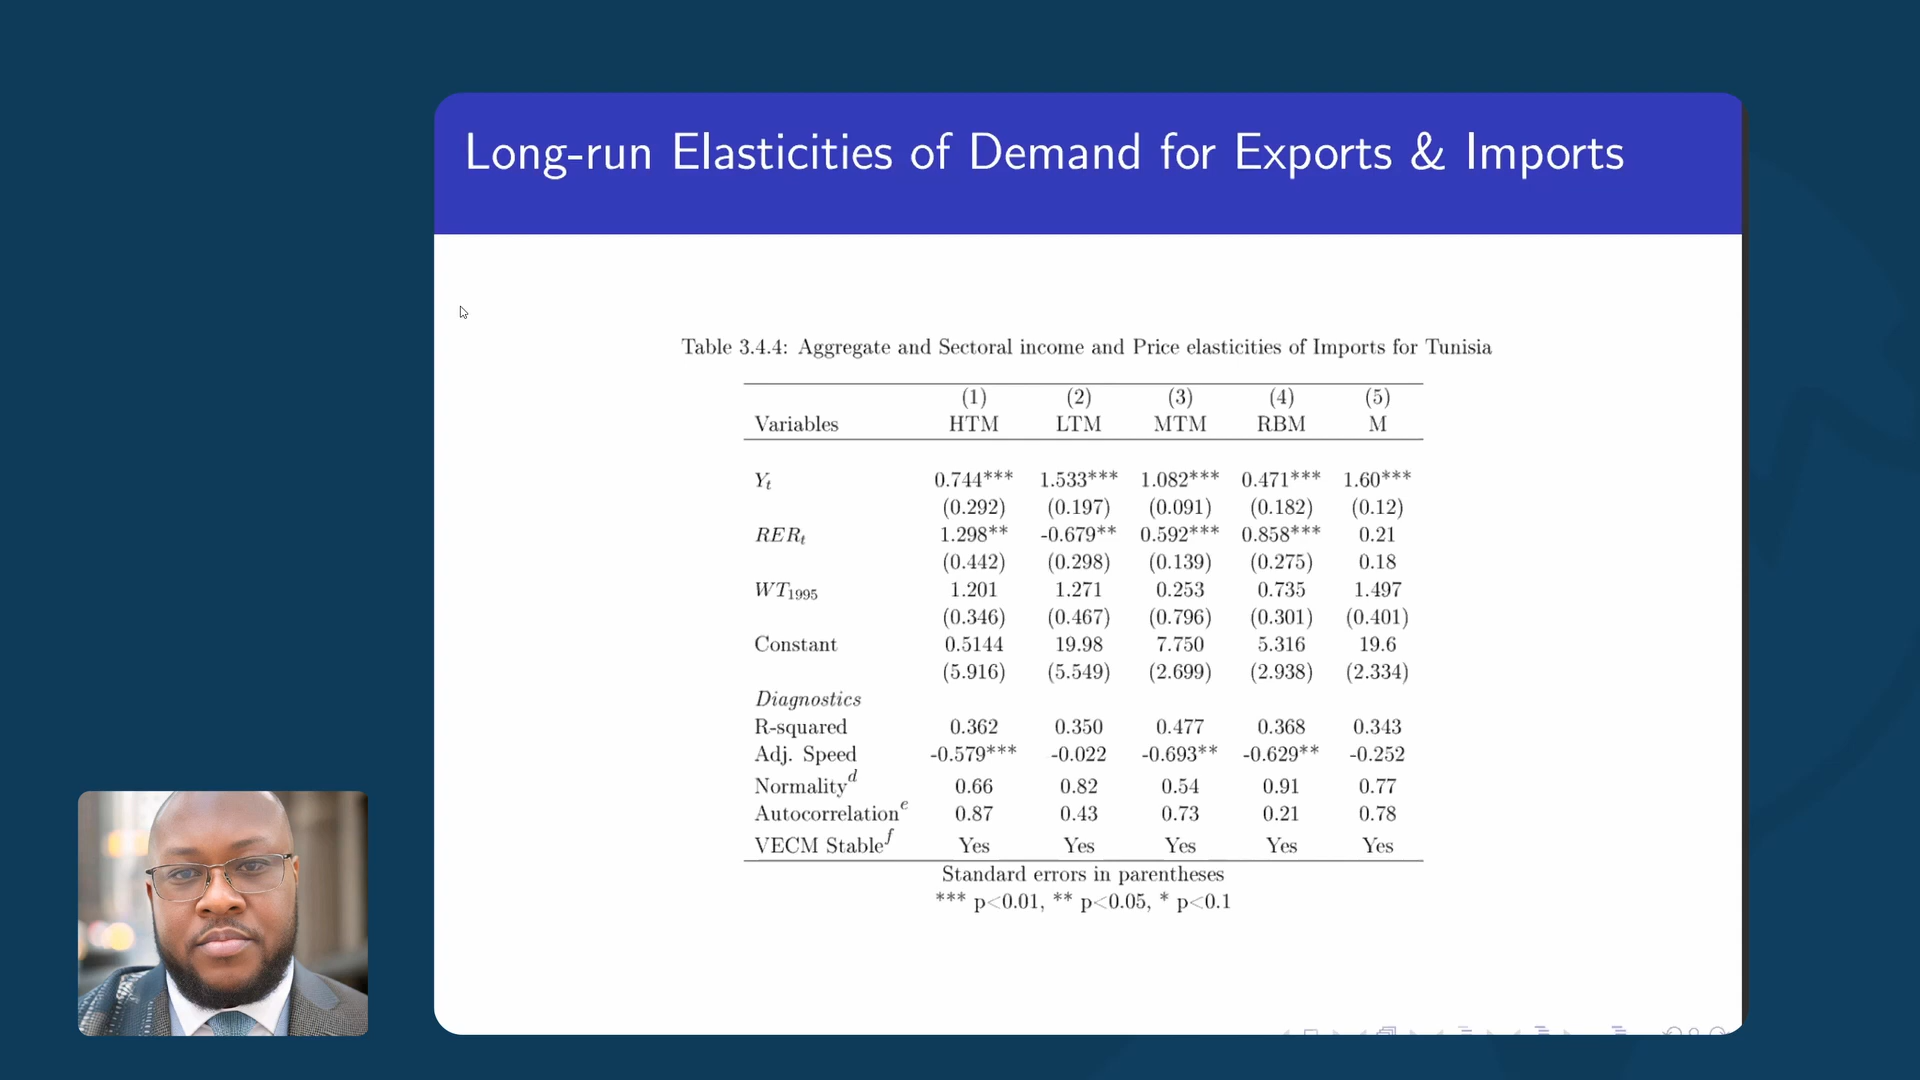 Long-run Elasticities of Demand for Exports & Imports
Table 3.4.4: Aggregate and Sectoral income and Price elasticities of Imports for Tunisia
(1) (2) (3) (4) (5)
Variables HTM LTM MTM RBM M
Yt 0.744*** 1.533*** 1.082*** 0.471*** 1.60***
(0.292) (0.197) (0.091) (0.182) (0.12)
RERt 1.298** -0.679** 0.592*** 0.858*** 0.21
(0.442) (0.298) (0.139) (0.275) 0.18
WT1995 1.201 1.271 0.253 0.735 1.497
(0.346) (0.467) (0.796) (0.301) (0.401)
Constant 0.5144 19.98 7.750 5.316 19.6
(5.916) (5.549) (2.699) (2.938) (2.334)
Diagnostics
R-squared 0.362 0.350 0.477 0.368 0.343
Adj. Speed -0.579*** -0.022 -0.693** -0.629** -0.252
Normality^d 0.66 0.82 0.54 0.91 0.77
Autocorrelation^e 0.87 0.43 0.73 0.21 0.78
VECM Stable^f Yes Yes Yes Yes Yes
Standard errors in parentheses
*** p<0.01, ** p<0.05, * p<0.1